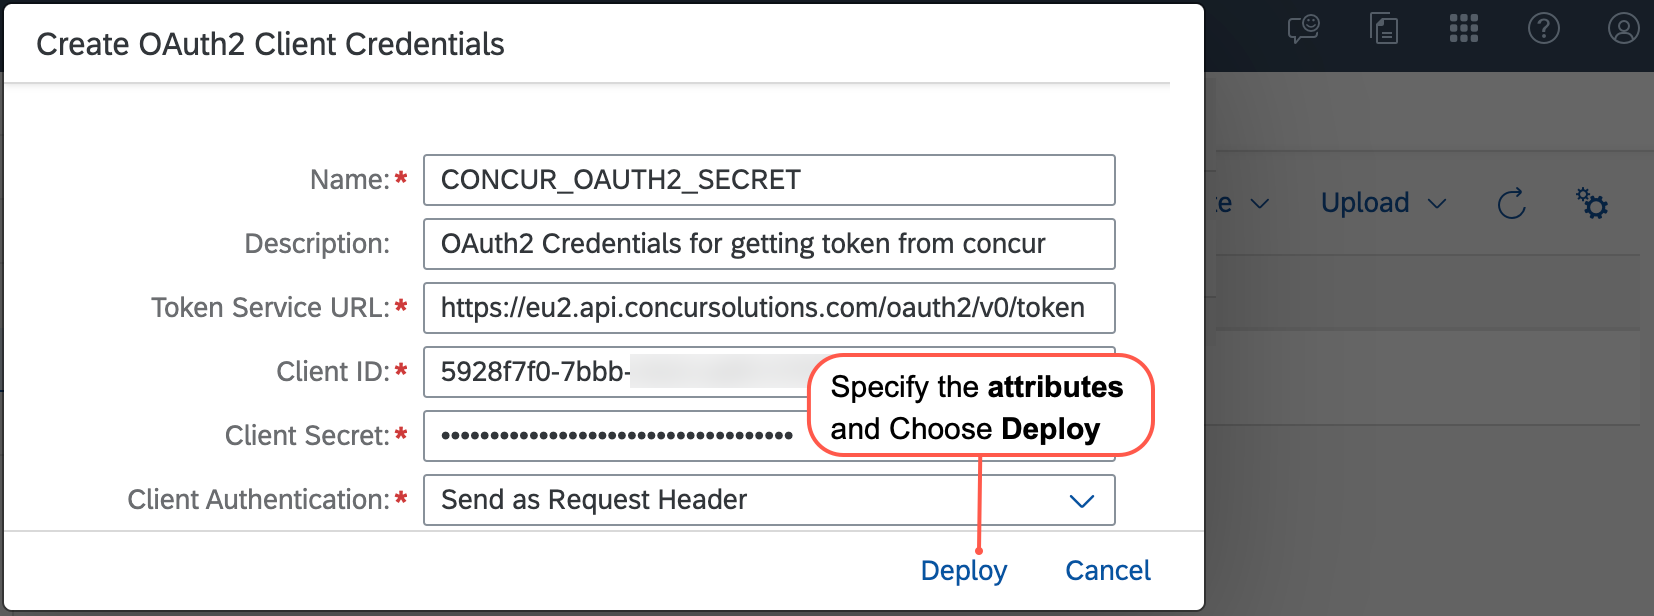 Create OAuth2 Client Credentials
Name:*
CONCUR_OAUTH2_SECRET
Description:
OAuth2 Credentials for getting token from concur
Token Service URL:*
https://eu2.api.concursolutions.com/oauth2/v0/token
Client ID:*
5928f7f0-7bbb-
Client Secret:*
••••••••••••••••••••••••••••••••••••
Client Authentication:*
Send as Request Header
Specify the attributes
and Choose Deploy
Deploy
Cancel
Upload